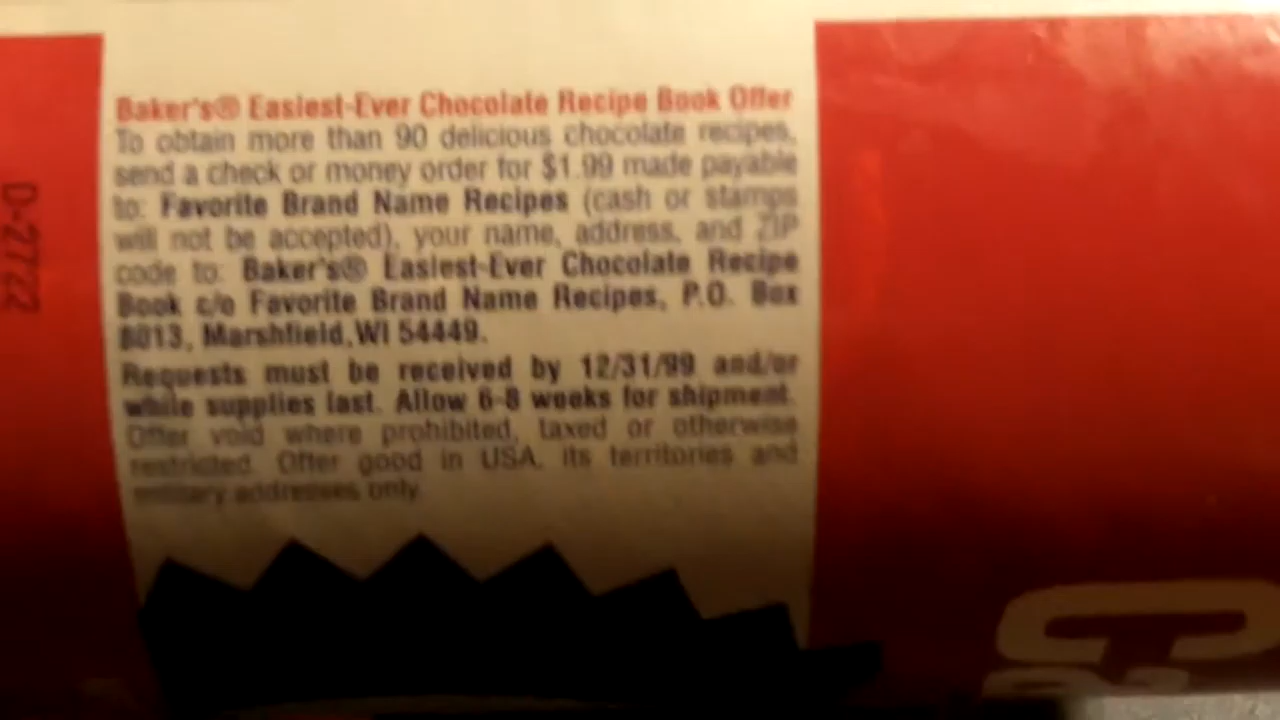 Baker's® Easiest-Ever Chocolate Recipe Book Offer
To obtain more than 90 delicious chocolate recipes,
send a check or money order for $1.99 made payable
to: Favorite Brand Name Recipes (cash or stamps
will not be accepted), your name, address, and ZIP
code to: Baker's® Easiest-Ever Chocolate Recipe
Book c/o Favorite Brand Name Recipes, P.O. Box
8013, Marshfield, WI 54449.
Requests must be received by 12/31/99 and/or
while supplies last. Allow 6-8 weeks for shipment.
Offer void where prohibited, taxed or otherwise
restricted. Offer good in USA, its territories and
military addresses only.
D-2722